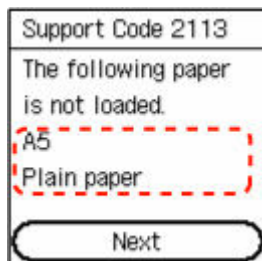 Support Code 2113
The following paper
is not loaded.
A5
Plain paper
Next